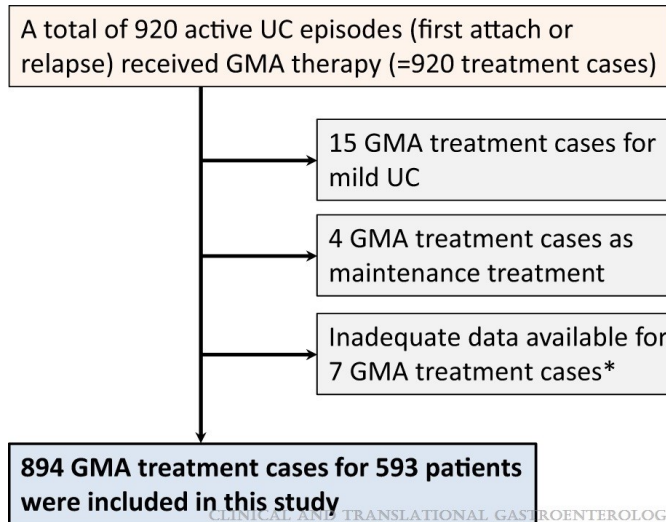 A total of 920 active UC episodes (first attach or
relapse) received GMA therapy (=920 treatment cases)
15 GMA treatment cases for
mild UC
4 GMA treatment cases as
maintenance treatment
Inadequate data available for
7 GMA treatment cases*
894 GMA treatment cases for 593 patients
were included in this study
CLINICAL AND TRANSLATIONAL GASTROENTEROLOG